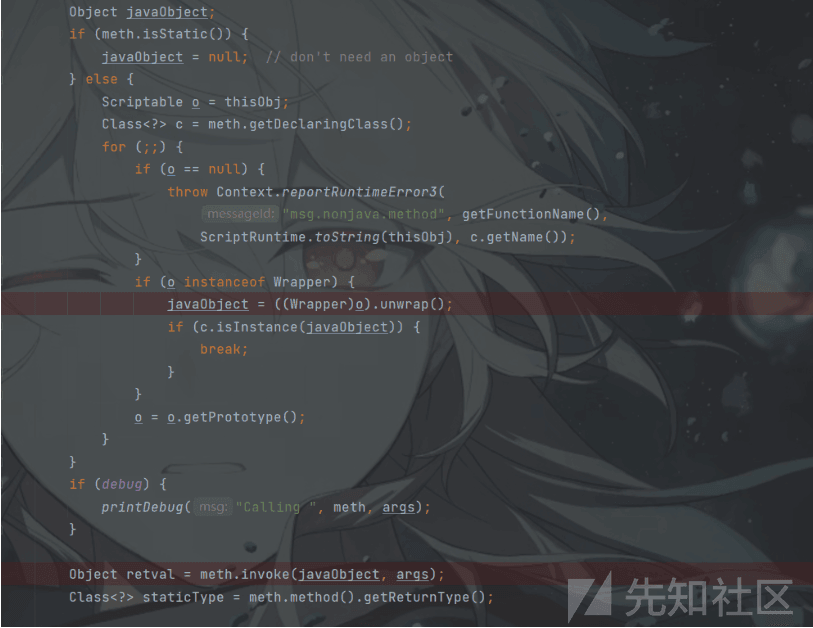 Object javaObject;
if (meth.isStatic()) {
javaObject = null;  // don't need an object
} else {
Scriptable o = thisObj;
Class<?> c = meth.getDeclaringClass();
for (;;) {
if (o == null) {
throw Context.reportRuntimeError3(
messageId: "msg.nonjava.method", getFunctionName(),
ScriptRuntime.toString(thisObj), c.getName());
}
if (o instanceof Wrapper) {
javaObject = ((Wrapper)o).unwrap();
if (c.isInstance(javaObject)) {
break;
}
}
o = o.getPrototype();
}
}
if (debug) {
printDebug( msg: "Calling ", meth, args);
}
Object retval = meth.invoke(javaObject, args);
Class<?> staticType = meth.method().getReturnType();
先知社区